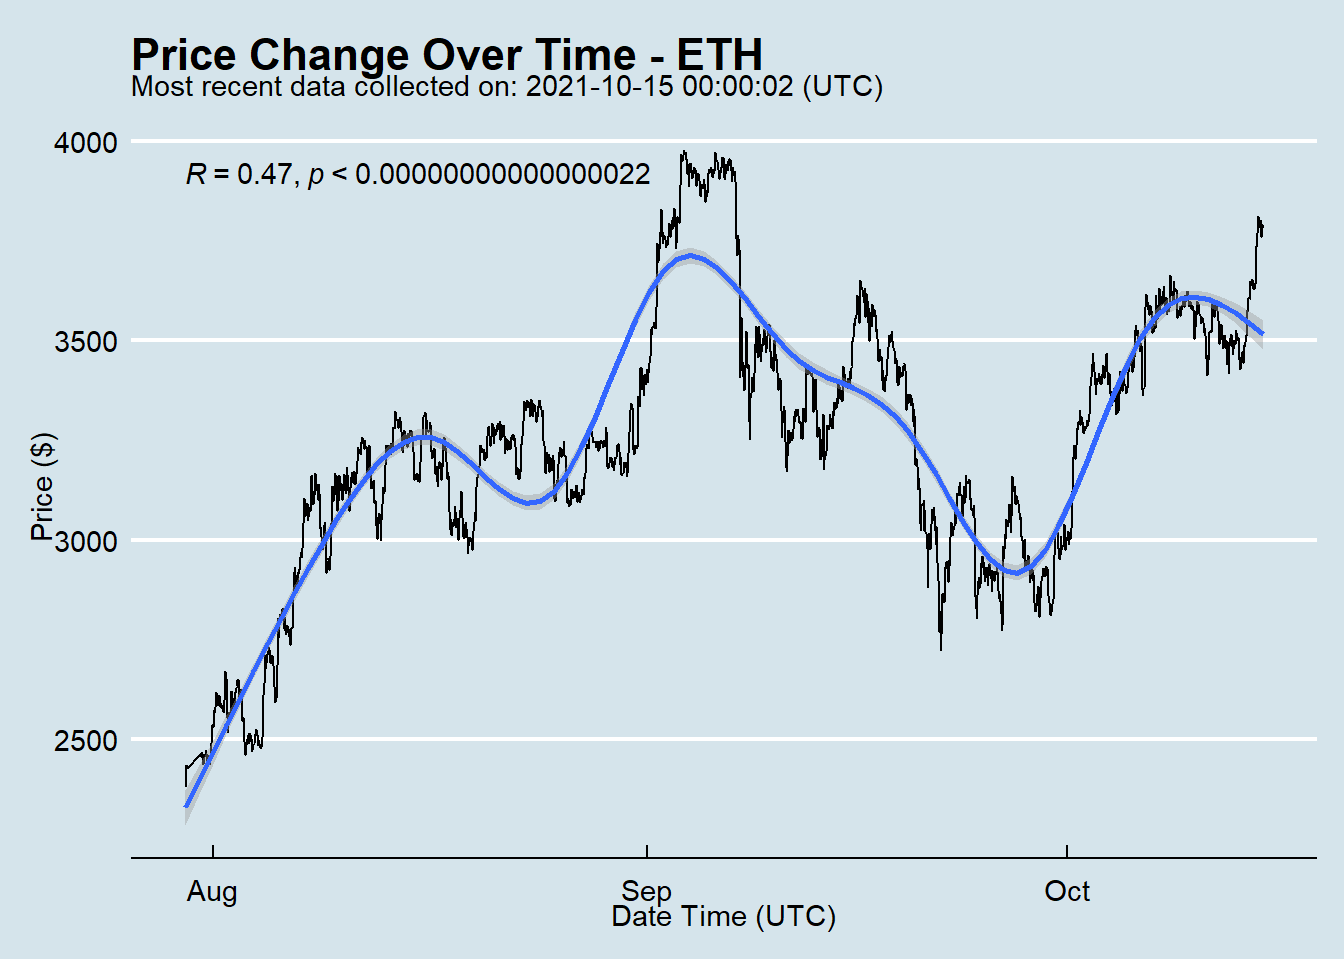 Price Change Over Time - ETH
Most recent data collected on: 2021-10-15 00:00:02 (UTC)
R = 0.47, p < 0.00000000000000022
4000
3500
3000
2500
Price ($)
Aug
Sep
Oct
Date Time (UTC)